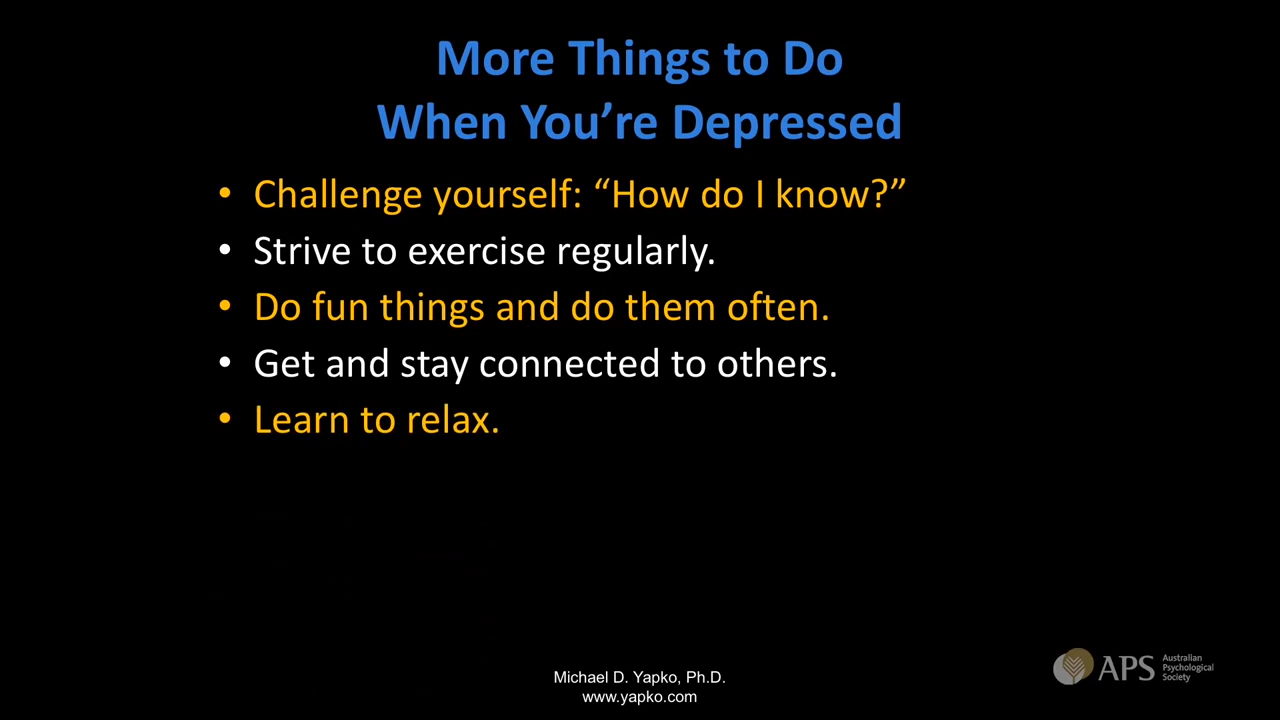 More Things to Do
When You’re Depressed
• Challenge yourself: “How do I know?”
• Strive to exercise regularly.
• Do fun things and do them often.
• Get and stay connected to others.
• Learn to relax.
Michael D. Yapko, Ph.D.
www.yapko.com
APS
Australian
Psychological
Society